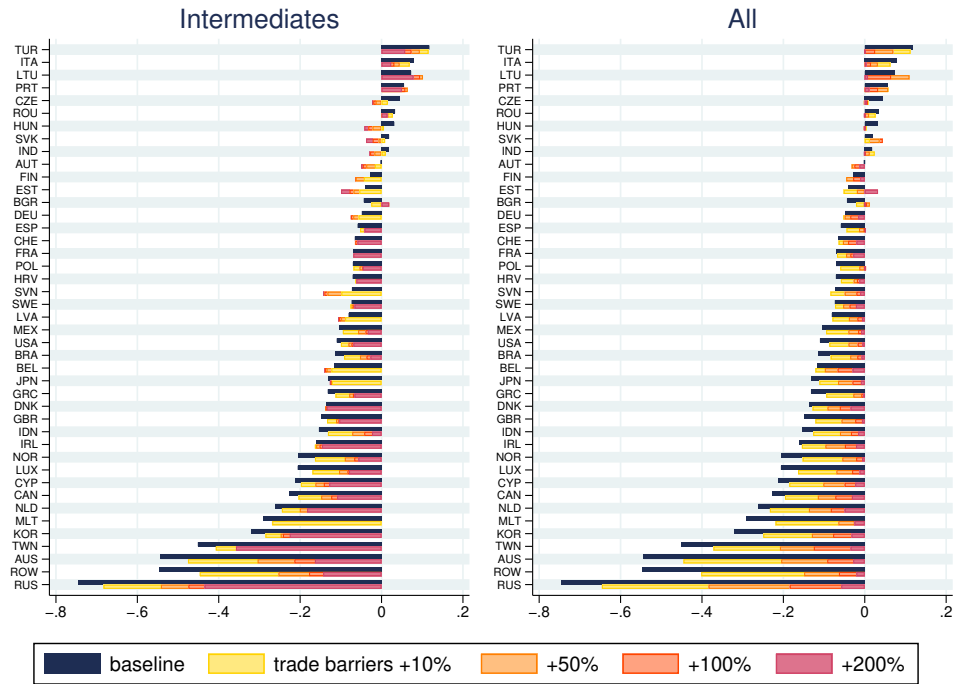 Intermediates
TUR
ITA
LTU
PRT
CZE
ROU
HUN
SVK
IND
AUT
FIN
EST
BGR
DEU
ESP
CHE
FRA
POL
HRV
SVN
SWE
LVA
MEX
USA
BRA
BEL
JPN
GRC
DNK
GBR
IDN
IRL
NOR
LUX
CYP
CAN
NLD
MLT
KOR
TWN
AUS
ROW
RUS
-.8 -.6 -.4 -.2 0 .2
All
TUR
ITA
LTU
PRT
CZE
ROU
HUN
SVK
IND
AUT
FIN
EST
BGR
DEU
ESP
CHE
FRA
POL
HRV
SVN
SWE
LVA
MEX
USA
BRA
BEL
JPN
GRC
DNK
GBR
IDN
IRL
NOR
LUX
CYP
CAN
NLD
MLT
KOR
TWN
AUS
ROW
RUS
-.8 -.6 -.4 -.2 0 .2
baseline trade barriers +10% +50% +100% +200%